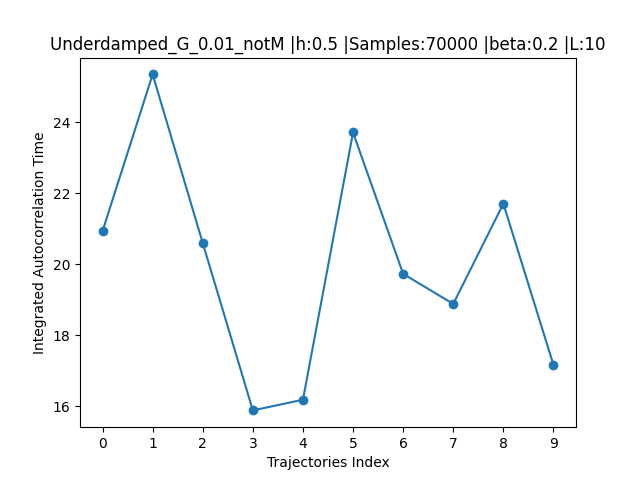 Underdamped_G_0.01_notM |h:0.5 |Samples:70000 |beta:0.2 |L:10
Integrated Autocorrelation Time
24
22
20
18
16
0 1 2 3 4 5 6 7 8 9
Trajectories Index